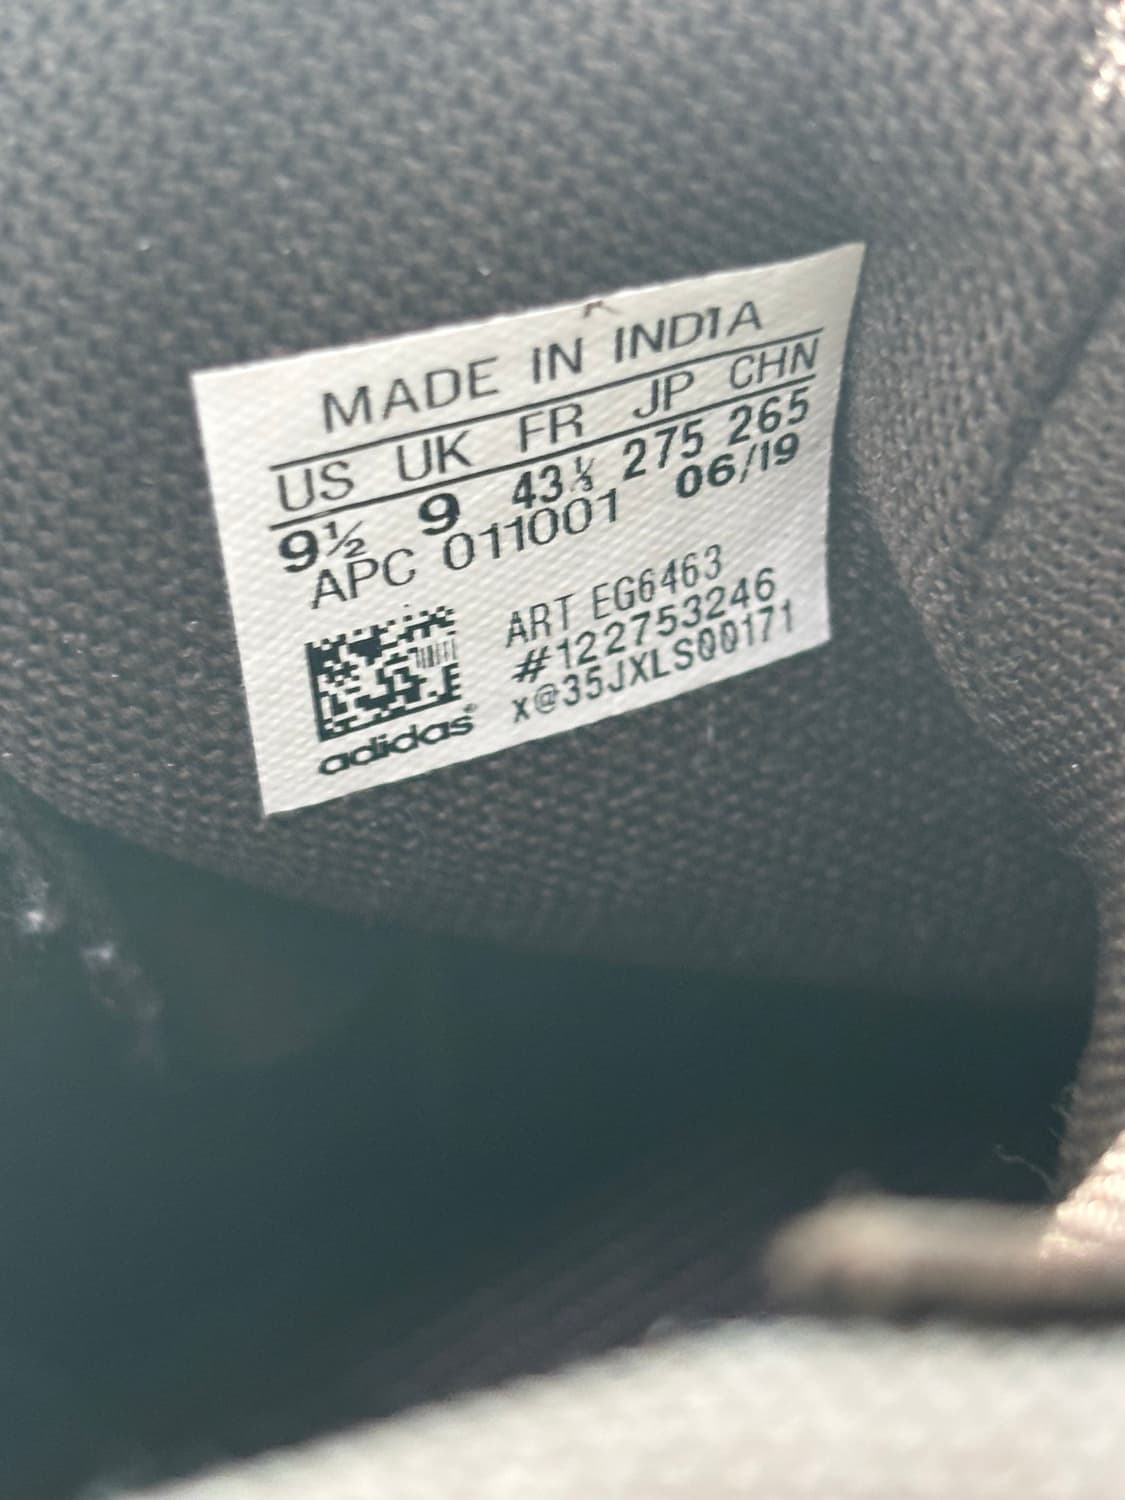 MADE IN INDIA
US UK FR JP CHN
9½ 9 43⅓ 275 265
APC 011001 06/19
ART EG6463
#122753246
x@35JXLS00171
adidas®